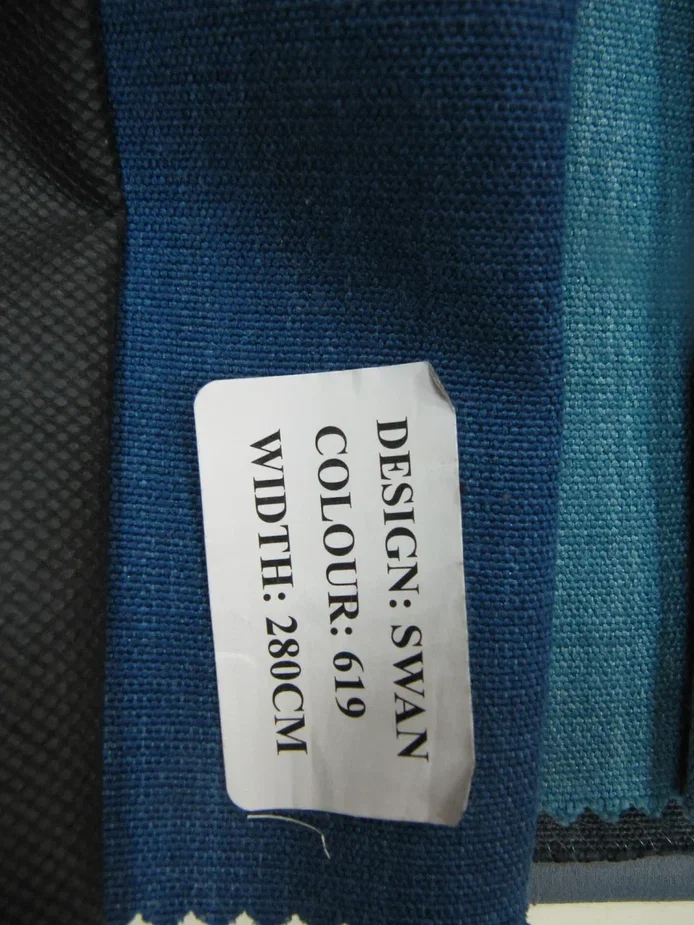 DESIGN: SWAN
COLOUR: 619
WIDTH: 280CM